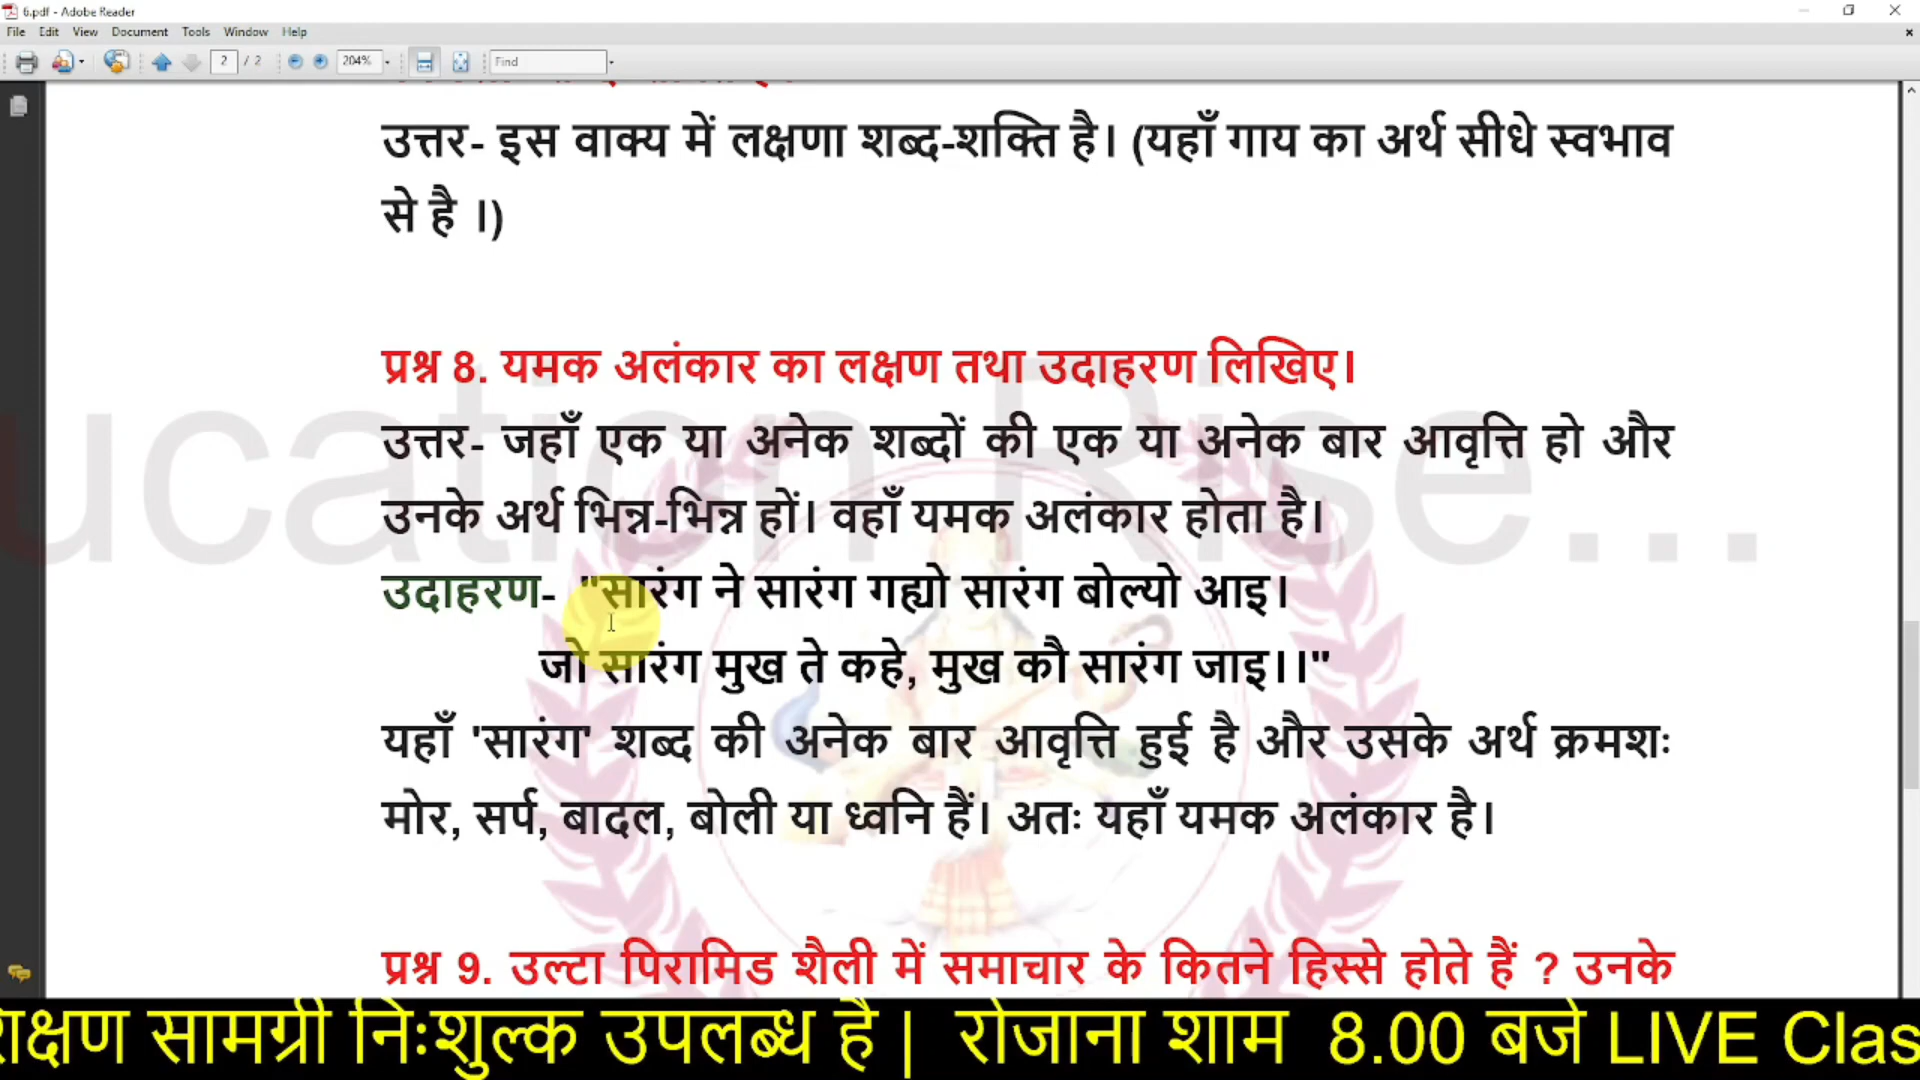 6.pdf - Adobe Reader
File Edit View Document Tools Window Help
2 / 2 204% Find
उत्तर- इस वाक्य में लक्षणा शब्द-शक्ति है। (यहाँ गाय का अर्थ सीधे स्वभाव
से है ।)
प्रश्न 8. यमक अलंकार का लक्षण तथा उदाहरण लिखिए।
उत्तर- जहाँ एक या अनेक शब्दों की एक या अनेक बार आवृत्ति हो और
उनके अर्थ भिन्न-भिन्न हों। वहाँ यमक अलंकार होता है।
उदाहरण- "सारंग ने सारंग गह्यो सारंग बोल्यो आइ।
जो सारंग मुख ते कहे, मुख कौ सारंग जाइ।।"
यहाँ 'सारंग' शब्द की अनेक बार आवृत्ति हुई है और उसके अर्थ क्रमशः
मोर, सर्प, बादल, बोली या ध्वनि हैं। अतः यहाँ यमक अलंकार है।
प्रश्न 9. उल्टा पिरामिड शैली में समाचार के कितने हिस्से होते हैं ? उनके
ucation Rise...
शिक्षण सामग्री निःशुल्क उपलब्ध है | रोजाना शाम 8.00 बजे LIVE Clas